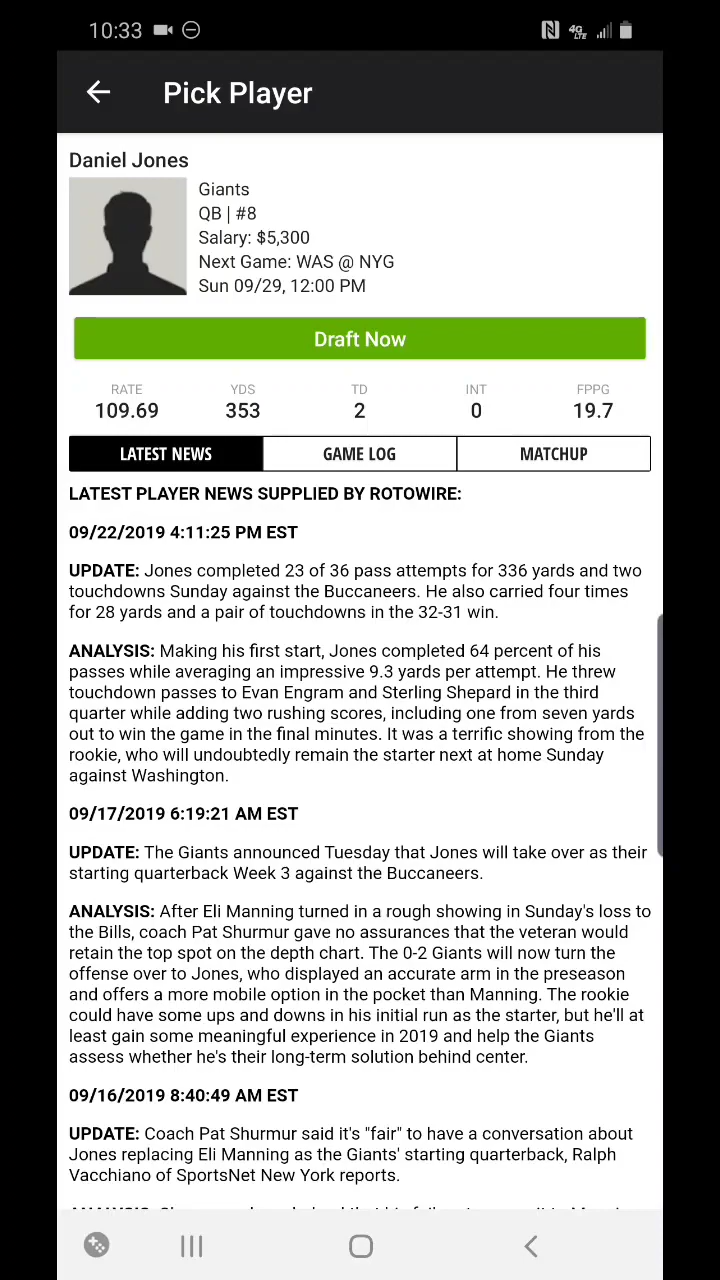 10:33
4G
LTE
Pick Player
Daniel Jones
Giants
QB | #8
Salary: $5,300
Next Game: WAS @ NYG
Sun 09/29, 12:00 PM
Draft Now
RATE YDS TD INT FPPG
109.69 353 2 0 19.7
LATEST NEWS GAME LOG MATCHUP
LATEST PLAYER NEWS SUPPLIED BY ROTOWIRE:
09/22/2019 4:11:25 PM EST
UPDATE: Jones completed 23 of 36 pass attempts for 336 yards and two
touchdowns Sunday against the Buccaneers. He also carried four times
for 28 yards and a pair of touchdowns in the 32-31 win.
ANALYSIS: Making his first start, Jones completed 64 percent of his
passes while averaging an impressive 9.3 yards per attempt. He threw
touchdown passes to Evan Engram and Sterling Shepard in the third
quarter while adding two rushing scores, including one from seven yards
out to win the game in the final minutes. It was a terrific showing from the
rookie, who will undoubtedly remain the starter next at home Sunday
against Washington.
09/17/2019 6:19:21 AM EST
UPDATE: The Giants announced Tuesday that Jones will take over as their
starting quarterback Week 3 against the Buccaneers.
ANALYSIS: After Eli Manning turned in a rough showing in Sunday's loss to
the Bills, coach Pat Shurmur gave no assurances that the veteran would
retain the top spot on the depth chart. The 0-2 Giants will now turn the
offense over to Jones, who displayed an accurate arm in the preseason
and offers a more mobile option in the pocket than Manning. The rookie
could have some ups and downs in his initial run as the starter, but he'll at
least gain some meaningful experience in 2019 and help the Giants
assess whether he's their long-term solution behind center.
09/16/2019 8:40:49 AM EST
UPDATE: Coach Pat Shurmur said it's "fair" to have a conversation about
Jones replacing Eli Manning as the Giants' starting quarterback, Ralph
Vacchiano of SportsNet New York reports.